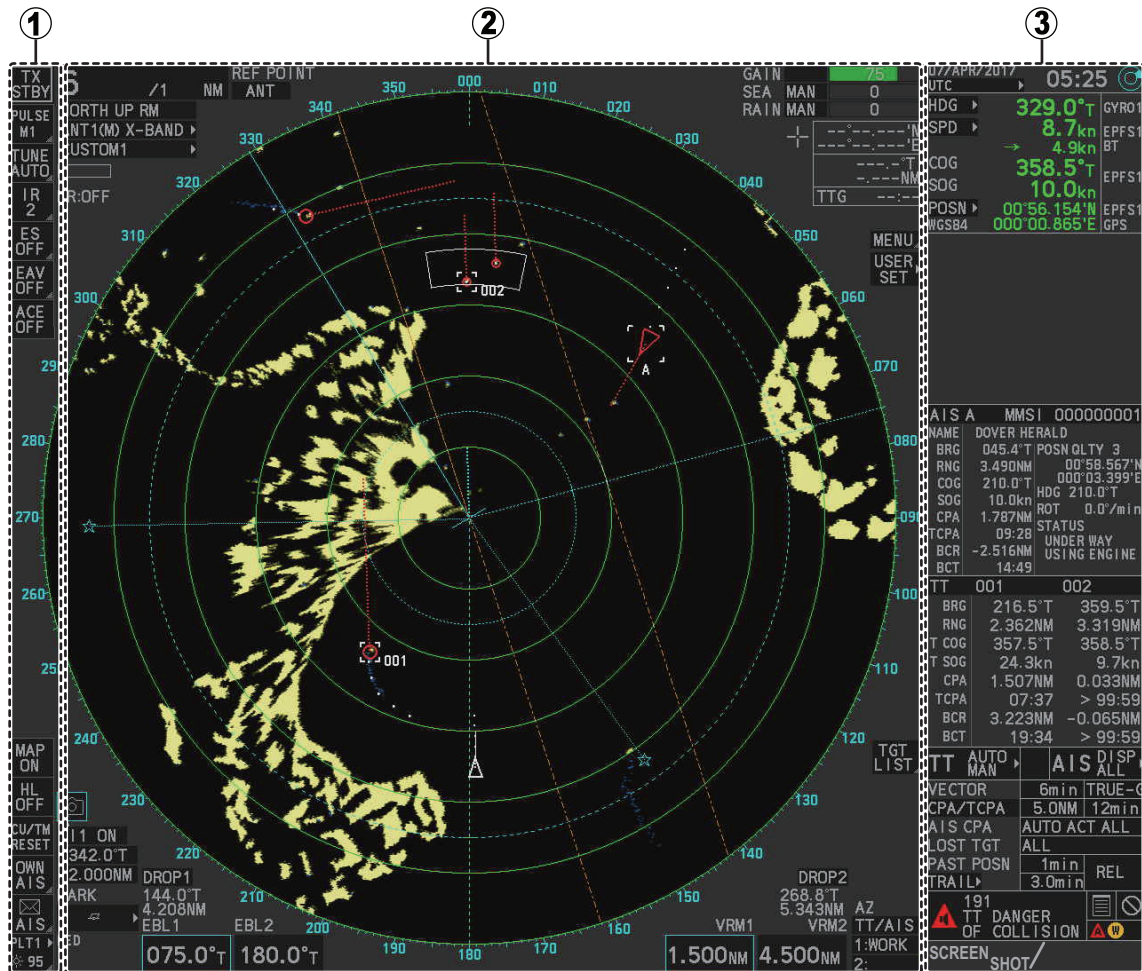 1
2
3
TX
STBY
PULSE
M1
TUNE
AUTO
IR
2
ES
OFF
EAV
OFF
ACE
OFF
MAP
ON
HL
OFF
CU/TM
RESET
OWN
AIS
AIS
PLT1
95
6 /1 NM
REF POINT
ANT
ORTH UP RM
NT1(M) X-BAND
CUSTOM1
R:OFF
GAIN 75
SEA MAN 0
RAIN MAN 0
---°--.---'N
---°--.---'E
---.-°T
--.--NM
TTG --:--
MENU
USER
SET
TGT
LIST
000
010
020
030
040
050
060
070
080
090
100
110
120
130
140
150
160
170
180
190
200
210
220
230
240
25
260
270
280
29
300
310
320
330
340
002
A
001
I1 ON
342.0°T
2.000NM
ARK
ED
DROP1
144.0°T
4.208NM
EBL1
075.0°T
EBL2
180.0°T
DROP2
268.8°T
5.343NM
VRM1
1.500NM
VRM2
4.500NM
AZ
TT/AIS
1:WORK
2:
07/APR/2017
UTC
05:25
HDG 329.0°T GYRO1
SPD 8.7kn EPFS1
→ 4.9kn BT
COG 358.5°T EPFS1
SOG 10.0kn
POSN 00°56.154'N EPFS1
WGS84 000°00.865'E GPS
AIS A MMSI 000000001
NAME DOVER HERALD
BRG 045.4°T POSN QLTY 3
RNG 3.490NM 00°58.567'N
000°03.399'E
COG 210.0°T HDG 210.0°T
SOG 10.0kn ROT 0.0°/min
CPA 1.787NM STATUS
TCPA 09:28 UNDER WAY
BCR -2.516NM USING ENGINE
BCT 14:49
TT 001 002
BRG 216.5°T 359.5°T
RNG 2.362NM 3.319NM
T COG 357.5°T 358.5°T
T SOG 24.3kn 9.7kn
CPA 1.507NM 0.033NM
TCPA 07:37 > 99:59
BCR 3.223NM -0.065NM
BCT 19:34 > 99:59
TT AUTO MAN AIS DISP ALL
VECTOR 6min TRUE-G
CPA/TCPA 5.0NM 12min
AIS CPA AUTO ACT ALL
LOST TGT ALL
PAST POSN 1min REL
TRAIL 3.0min
191
TT DANGER
OF COLLISION
A W
SCREEN SHOT/